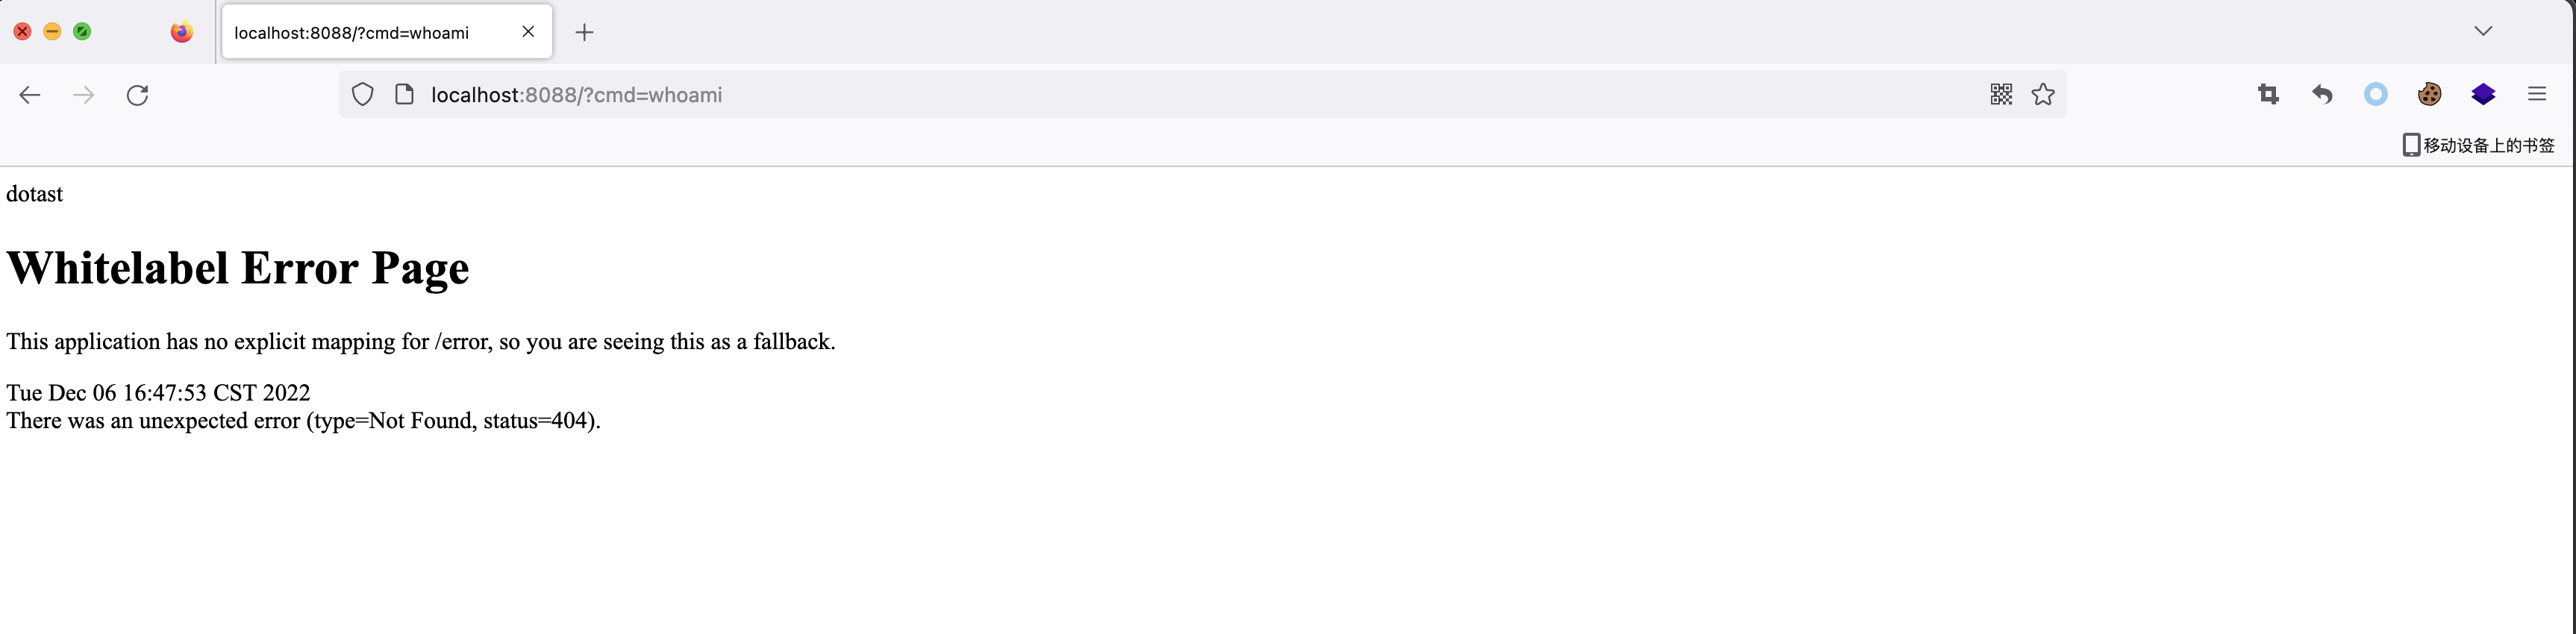 localhost:8088/?cmd=whoami
localhost:8088/?cmd=whoami
移动设备上的书签
dotast
Whitelabel Error Page
This application has no explicit mapping for /error, so you are seeing this as a fallback.
Tue Dec 06 16:47:53 CST 2022
There was an unexpected error (type=Not Found, status=404).